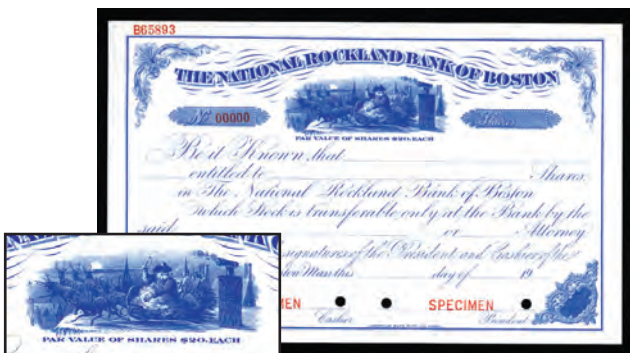 B65893
THE NATIONAL ROCKLAND BANK OF BOSTON
No 00000 Shares
PAR VALUE OF SHARES $20. EACH
Be it Known that
entitled to Shares
in The National Rockland Bank of Boston
which Stock is transferable only at the Bank by the
said or Attorney
signatures of the President and Cashier of the
Mass this day of 19
MEN SPECIMEN
Cashier President
PAR VALUE OF SHARES $20. EACH